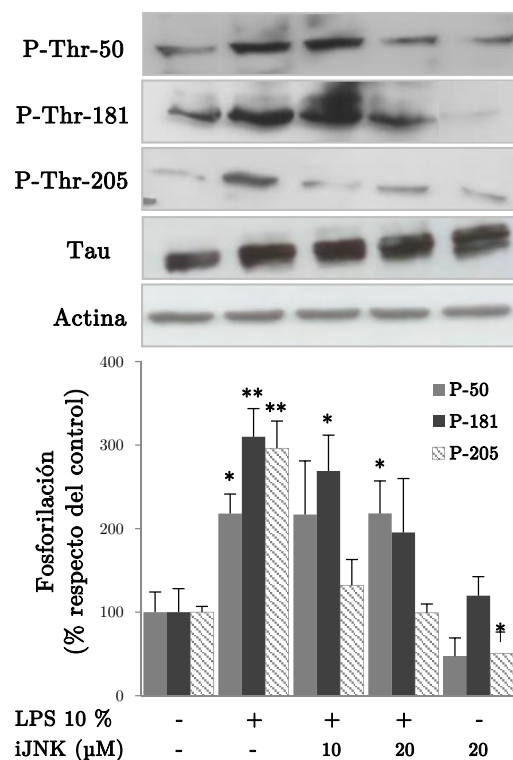 P-Thr-50
P-Thr-181
P-Thr-205
Tau
Actina
Fosforilación
(% respecto del control)
400
300
200
100
0
* ** ** * * *
P-50
P-181
P-205
LPS 10 % - + + + -
iJNK (µM) - - 10 20 20